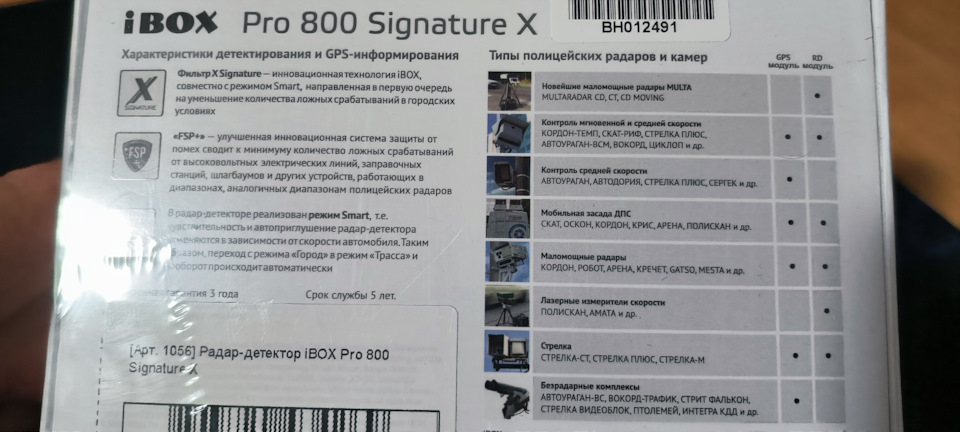 iBOX Pro 800 Signature X
BH012491
Характеристики детектирования и GPS-информирования
X
SIGNATURE
Фильтр X Signature — инновационная технология iBOX,
совместно с режимом Smart, направленная в первую очередь
на уменьшение количества ложных срабатываний в городских
условиях
FSP
«FSP+» — улучшенная инновационная система защиты от
помех сводит к минимуму количество ложных срабатываний
от высоковольтных электрических линий, заправочных
станций, шлагбаумов и других устройств, работающих в
диапазонах, аналогичных диапазонам полицейских радаров
В радар-детекторе реализован режим Smart, т.е.
чувствительность и автоприглушение радар-детектора
изменяются в зависимости от скорости автомобиля. Таким
образом, переход с режима «Город» в режим «Трасса» и
наоборот происходит автоматически
гарантия 3 года Срок службы 5 лет.
[Арт. 1056] Радар-детектор iBOX Pro 800
Signature X
Типы полицейских радаров и камер
GPS модуль
RD модуль
Новейшие маломощные радары MULTA
MULTARADAR CD, CT, CD MOVING
Контроль мгновенной и средней скорости
КОРДОН-ТЕМП, СКАТ-РИФ, СТРЕЛКА ПЛЮС,
АВТОУРАГАН-ВСМ, ВОКОРД, ЦИКЛОП и др.
Контроль средней скорости
АВТОУРАГАН, АВТОДОРИЯ, СТРЕЛКА ПЛЮС, СЕРГЕК и др.
Мобильная засада ДПС
СКАТ, ОСКОН, КОРДОН, КРИС, АРЕНА, ПОЛИСКАН и др.
Маломощные радары
КОРДОН, РОБОТ, АРЕНА, КРЕЧЕТ, GATSO, MESTA и др.
Лазерные измерители скорости
ПОЛИСКАН, АМАТА и др.
Стрелка
СТРЕЛКА-СТ, СТРЕЛКА ПЛЮС, СТРЕЛКА-М
Безрадарные комплексы
АВТОУРАГАН-ВС, ВОКОРД-ТРАФИК, СТРИТ ФАЛЬКОН,
СТРЕЛКА ВИДЕОБЛОК, ПТОЛЕМЕЙ, ИНТЕГРА КДД и др.